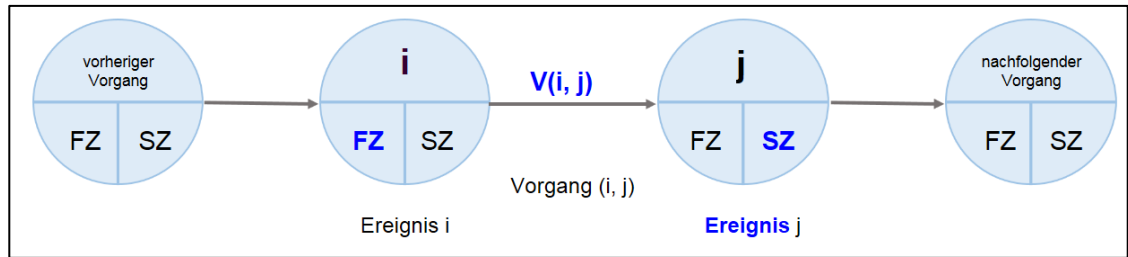 vorheriger
Vorgang
FZ SZ
i
FZ SZ
V(i, j)
Vorgang (i, j)
j
FZ SZ
nachfolgender
Vorgang
FZ SZ
Ereignis i
Ereignis j